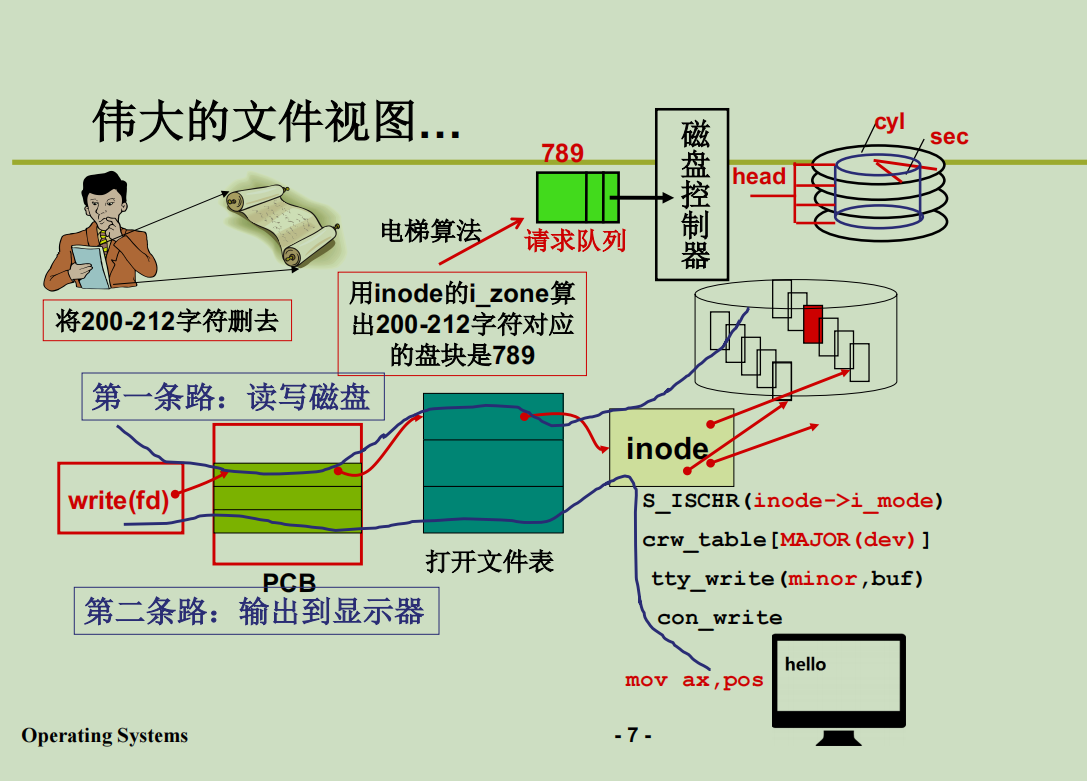 伟大的文件视图…
789
磁
盘
控
制
器
cyl
sec
head
电梯算法
请求队列
将200-212字符删去
用inode的i_zone算
出200-212字符对应
的盘块是789
第一条路：读写磁盘
write(fd)
PCB
打开文件表
inode
S_ISCHR(inode->i_mode)
crw_table[MAJOR(dev)]
tty_write(minor,buf)
con_write
第二条路：输出到显示器
mov ax,pos
hello
Operating Systems
- 7 -